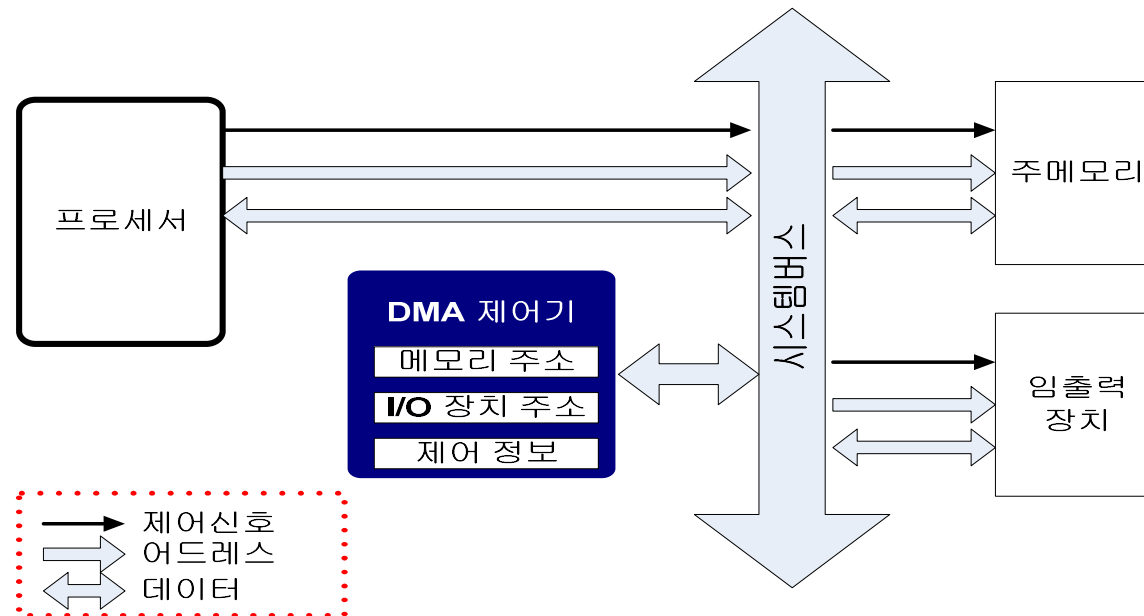 프로세서
시스템버스
주메모리
DMA 제어기
메모리 주소
I/O 장치 주소
제어 정보
임출력
장치
제어신호
어드레스
데이터